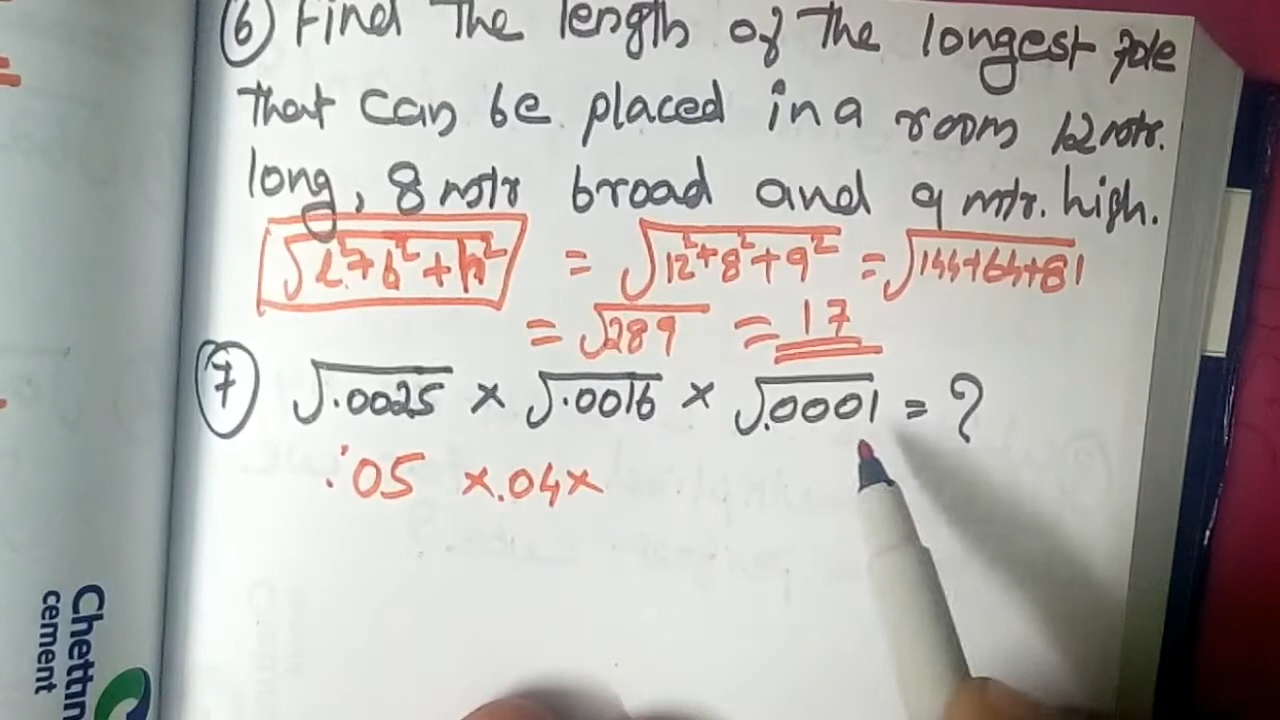 6 Find the length of the longest pole
that can be placed in a room 12 mtr.
long, 8 mtr broad and 9 mtr. high.
√l²+b²+h² = √12²+8²+9² = √144+64+81
= √289 = 17
7 √.0025 × √.0016 × √.0001 = ?
.05 × .04 ×
Chettin
cement